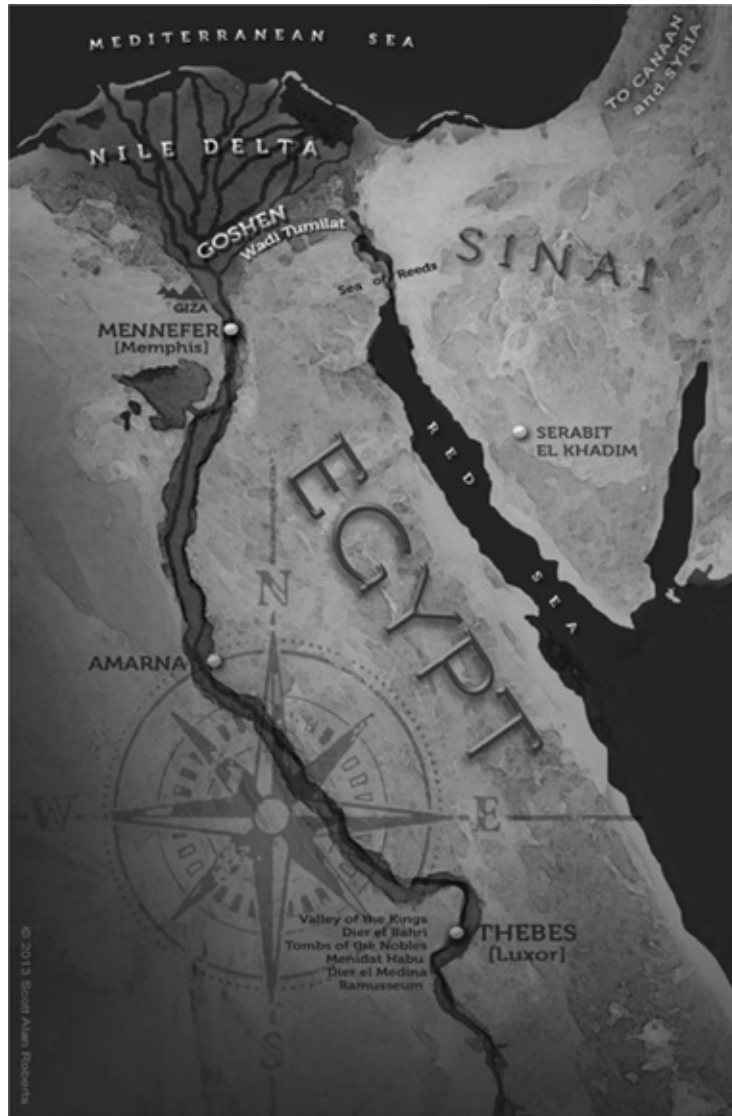 MEDITERRANEAN SEA
TO CANAAN
and SYRIA
NILE DELTA
GOSHEN
Wadi Tumilat
SINAI
Sea of Reeds
GIZA
MENNEFER
[Memphis]
RED SEA
SERABIT
EL KHADIM
EGYPT
N
AMARNA
W
E
Valley of the Kings
Dier el Bahri
Tombs of the Nobles
Menidat Habu
Dier el Medina
Ramusseum
THEBES
[Luxor]
S
© 2013 Scott Alan Roberts